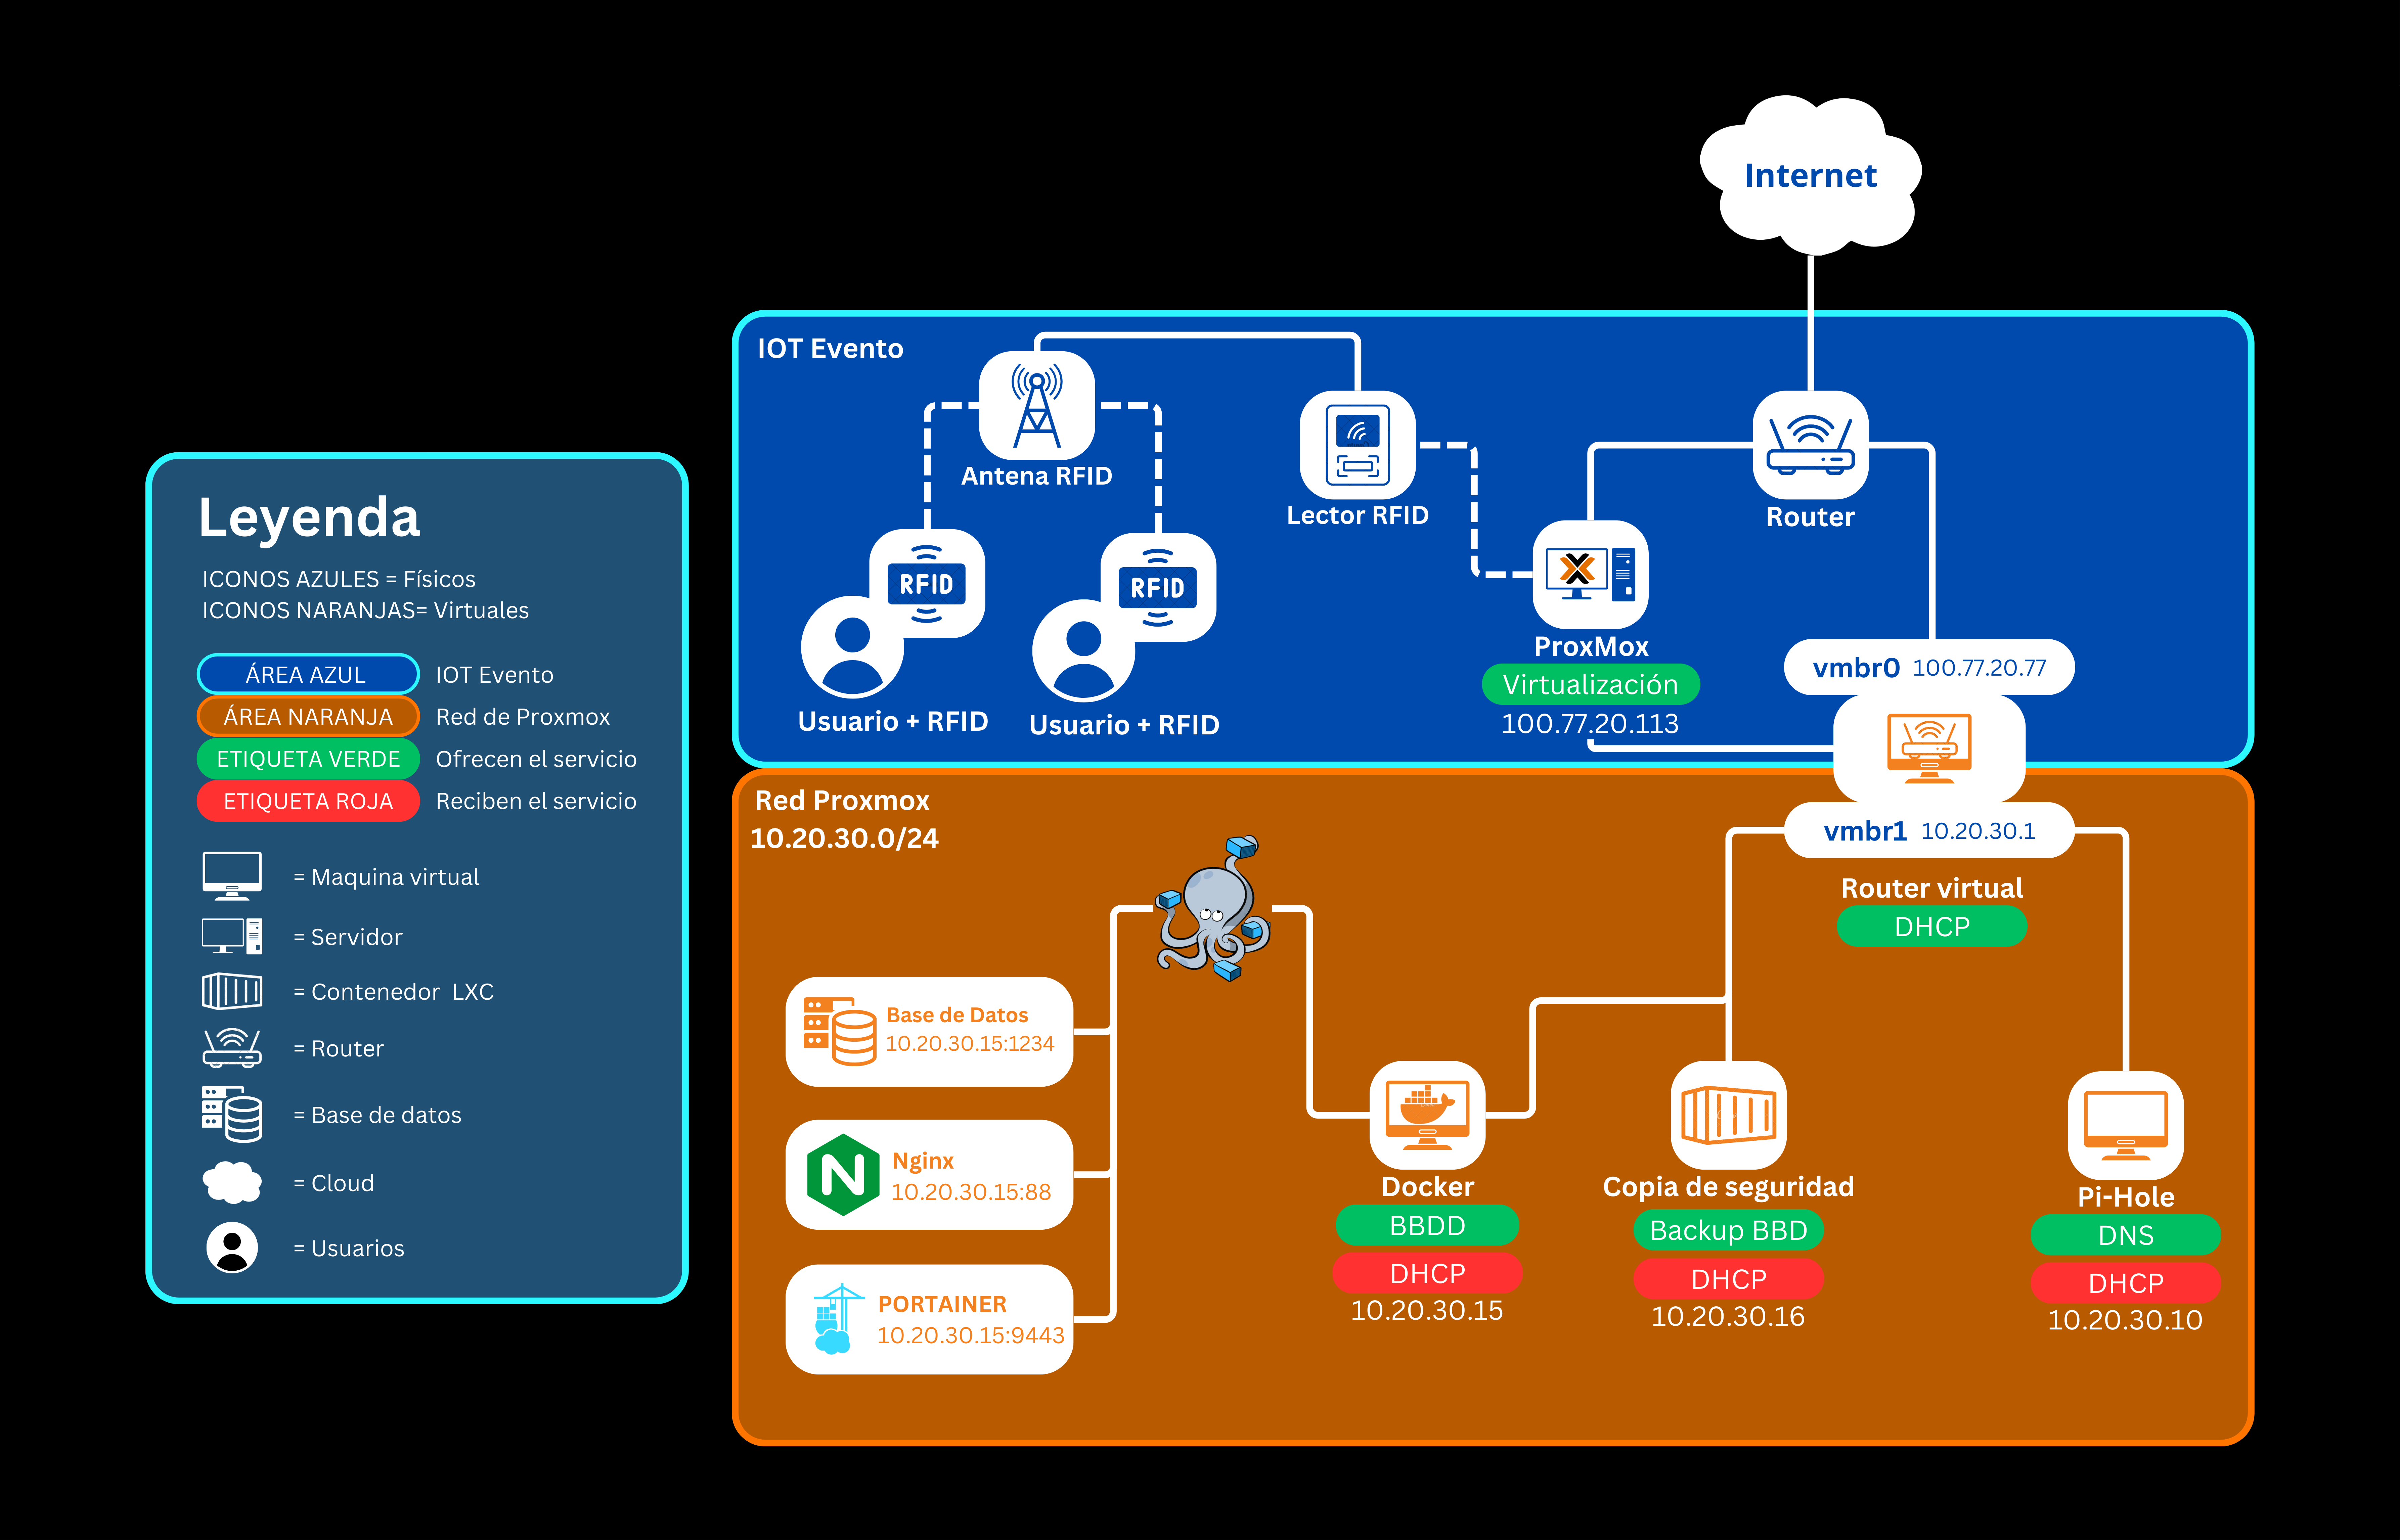 Internet
IOT Evento
Antena RFID
Lector RFID
Router
RFID
RFID
Usuario + RFID
Usuario + RFID
ProxMox
Virtualización
100.77.20.113
vmbr0 100.77.20.77
vmbr1 10.20.30.1
Router virtual
DHCP
Red Proxmox
10.20.30.0/24
Base de Datos
10.20.30.15:1234
Nginx
10.20.30.15:88
PORTAINER
10.20.30.15:9443
Docker
BBDD
DHCP
10.20.30.15
Copia de seguridad
Backup BBD
DHCP
10.20.30.16
Pi-Hole
DNS
DHCP
10.20.30.10
Leyenda
ICONOS AZULES = Físicos
ICONOS NARANJAS= Virtuales
ÁREA AZUL IOT Evento
ÁREA NARANJA Red de Proxmox
ETIQUETA VERDE Ofrecen el servicio
ETIQUETA ROJA Reciben el servicio
= Maquina virtual
= Servidor
= Contenedor LXC
= Router
= Base de datos
= Cloud
= Usuarios